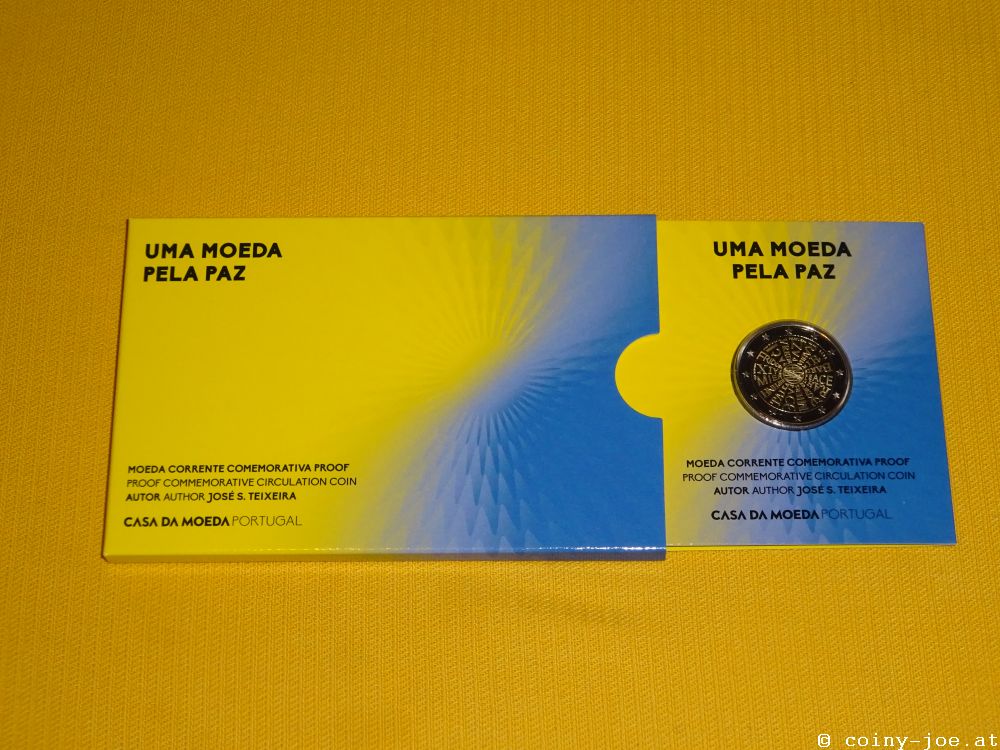 UMA MOEDA
PELA PAZ
MOEDA CORRENTE COMEMORATIVA PROOF
PROOF COMMEMORATIVE CIRCULATION COIN
AUTOR AUTHOR JOSÉ S. TEIXEIRA
CASA DA MOEDA PORTUGAL
UMA MOEDA
PELA PAZ
MOEDA CORRENTE COMEMORATIVA PROOF
PROOF COMMEMORATIVE CIRCULATION COIN
AUTOR AUTHOR JOSÉ S. TEIXEIRA
CASA DA MOEDA PORTUGAL
© coiny-joe.at